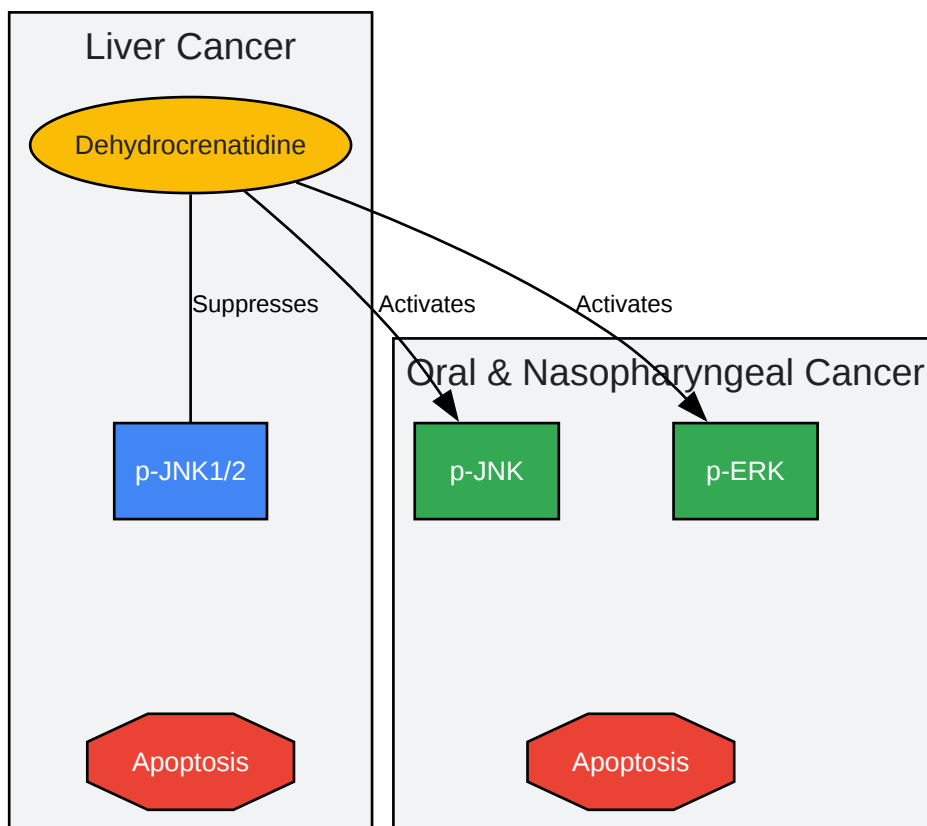 Liver Cancer
Dehydrocrenatidine
Suppresses
Activates
Activates
Oral & Nasopharyngeal Cancer
p-JNK1/2
p-JNK
p-ERK
Apoptosis
Apoptosis